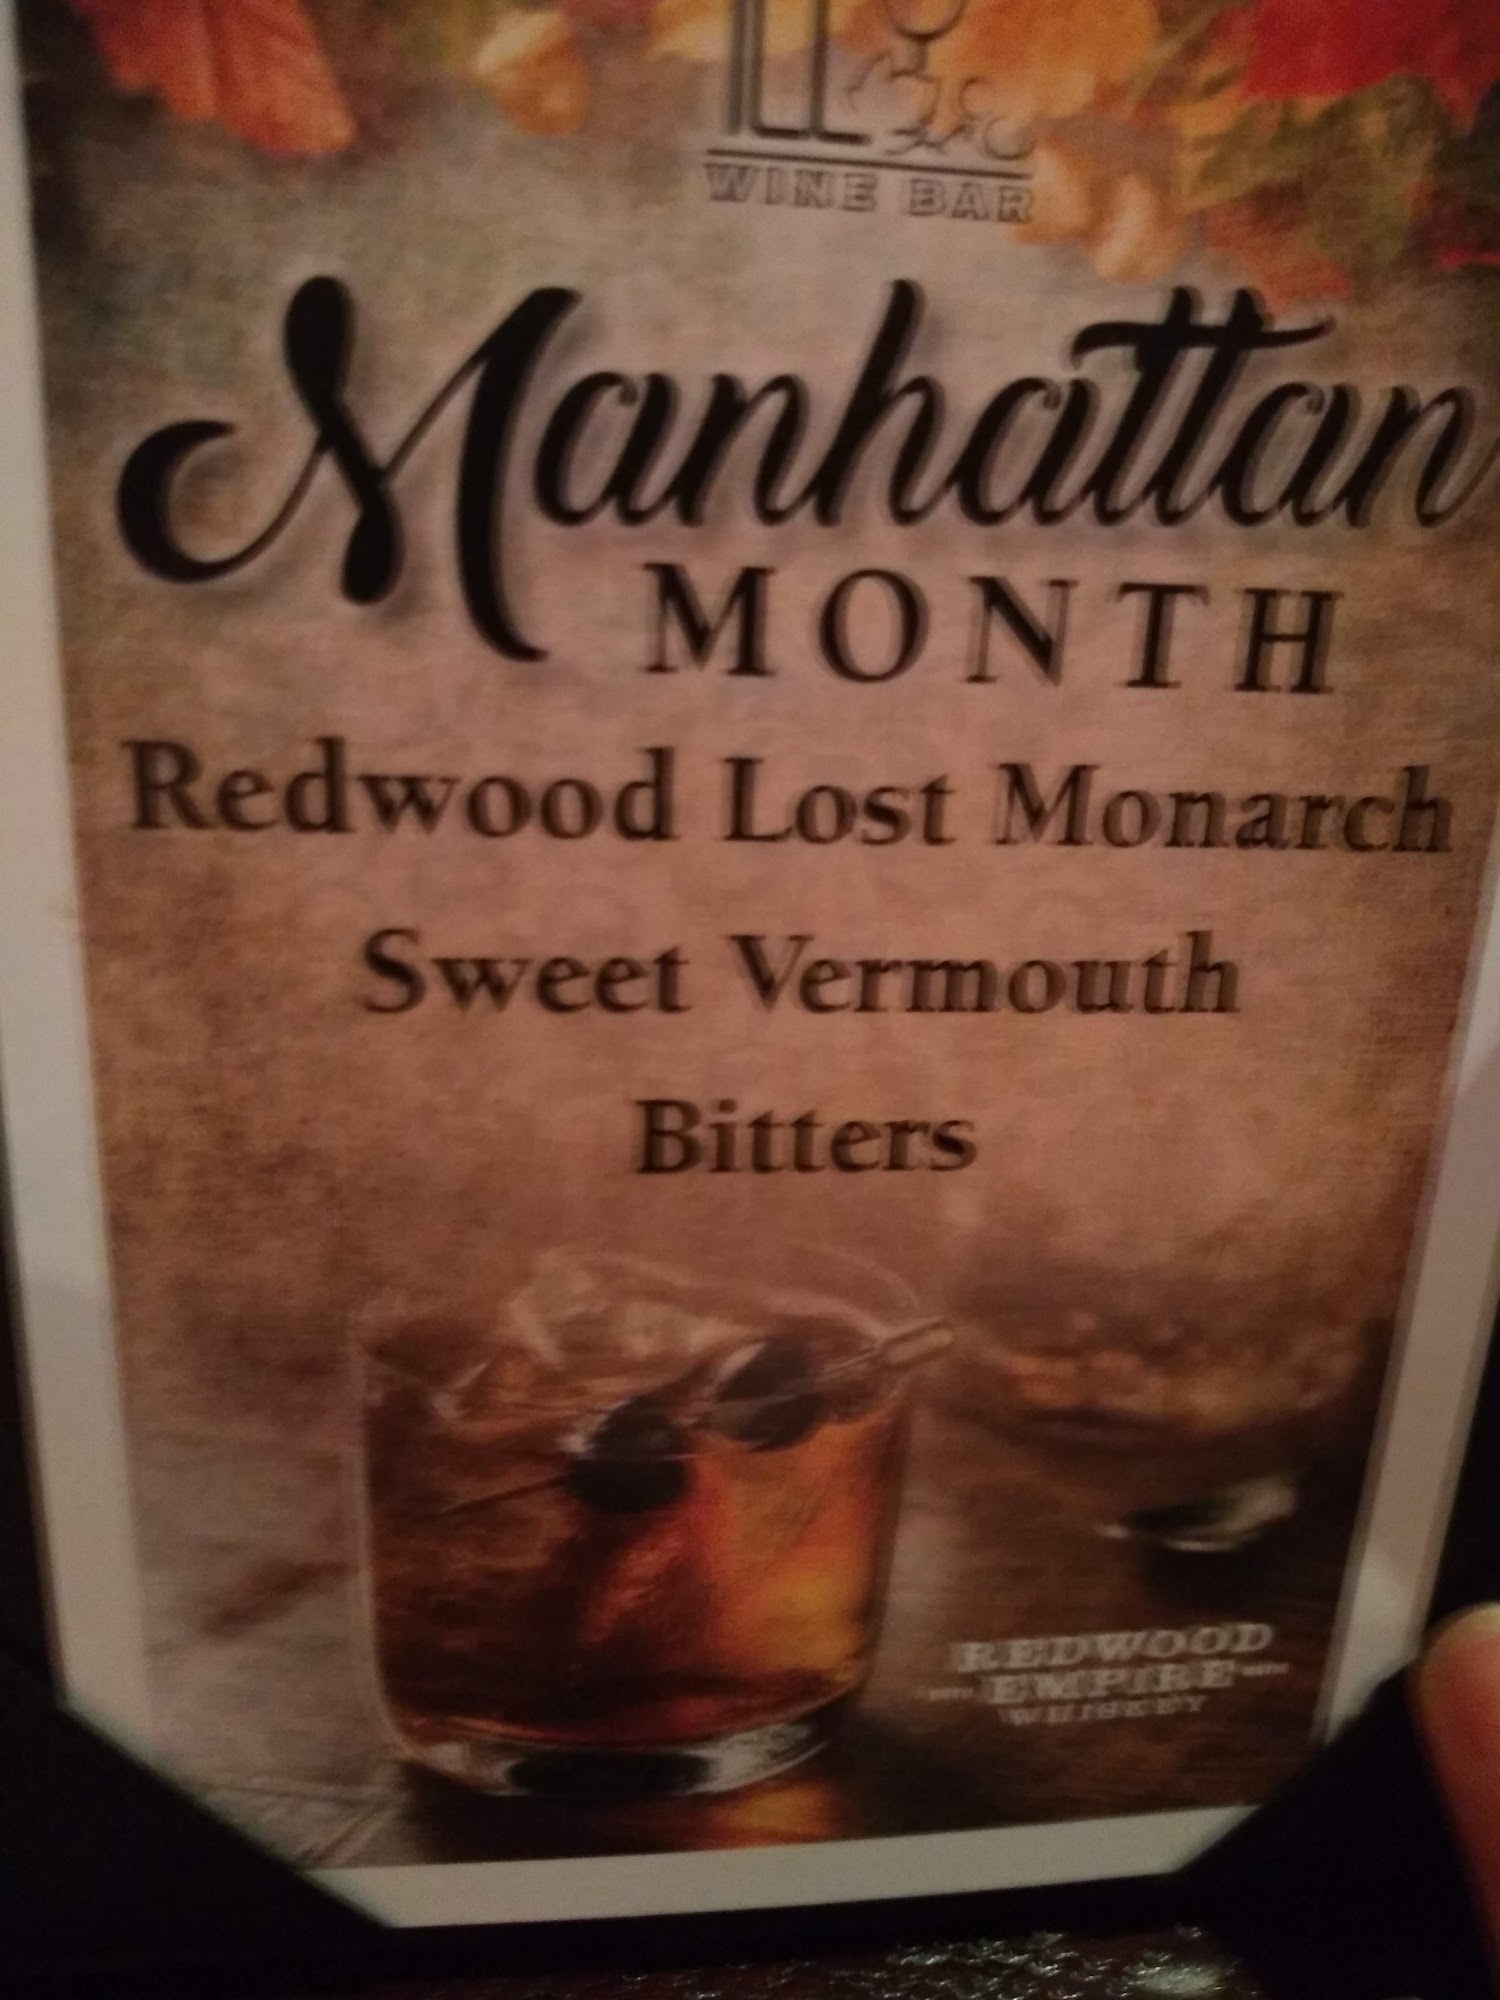 WINE BAR
Manhattan
MONTH
Redwood Lost Monarch
Sweet Vermouth
Bitters
REDWOOD
EMPIRE
WHISKEY